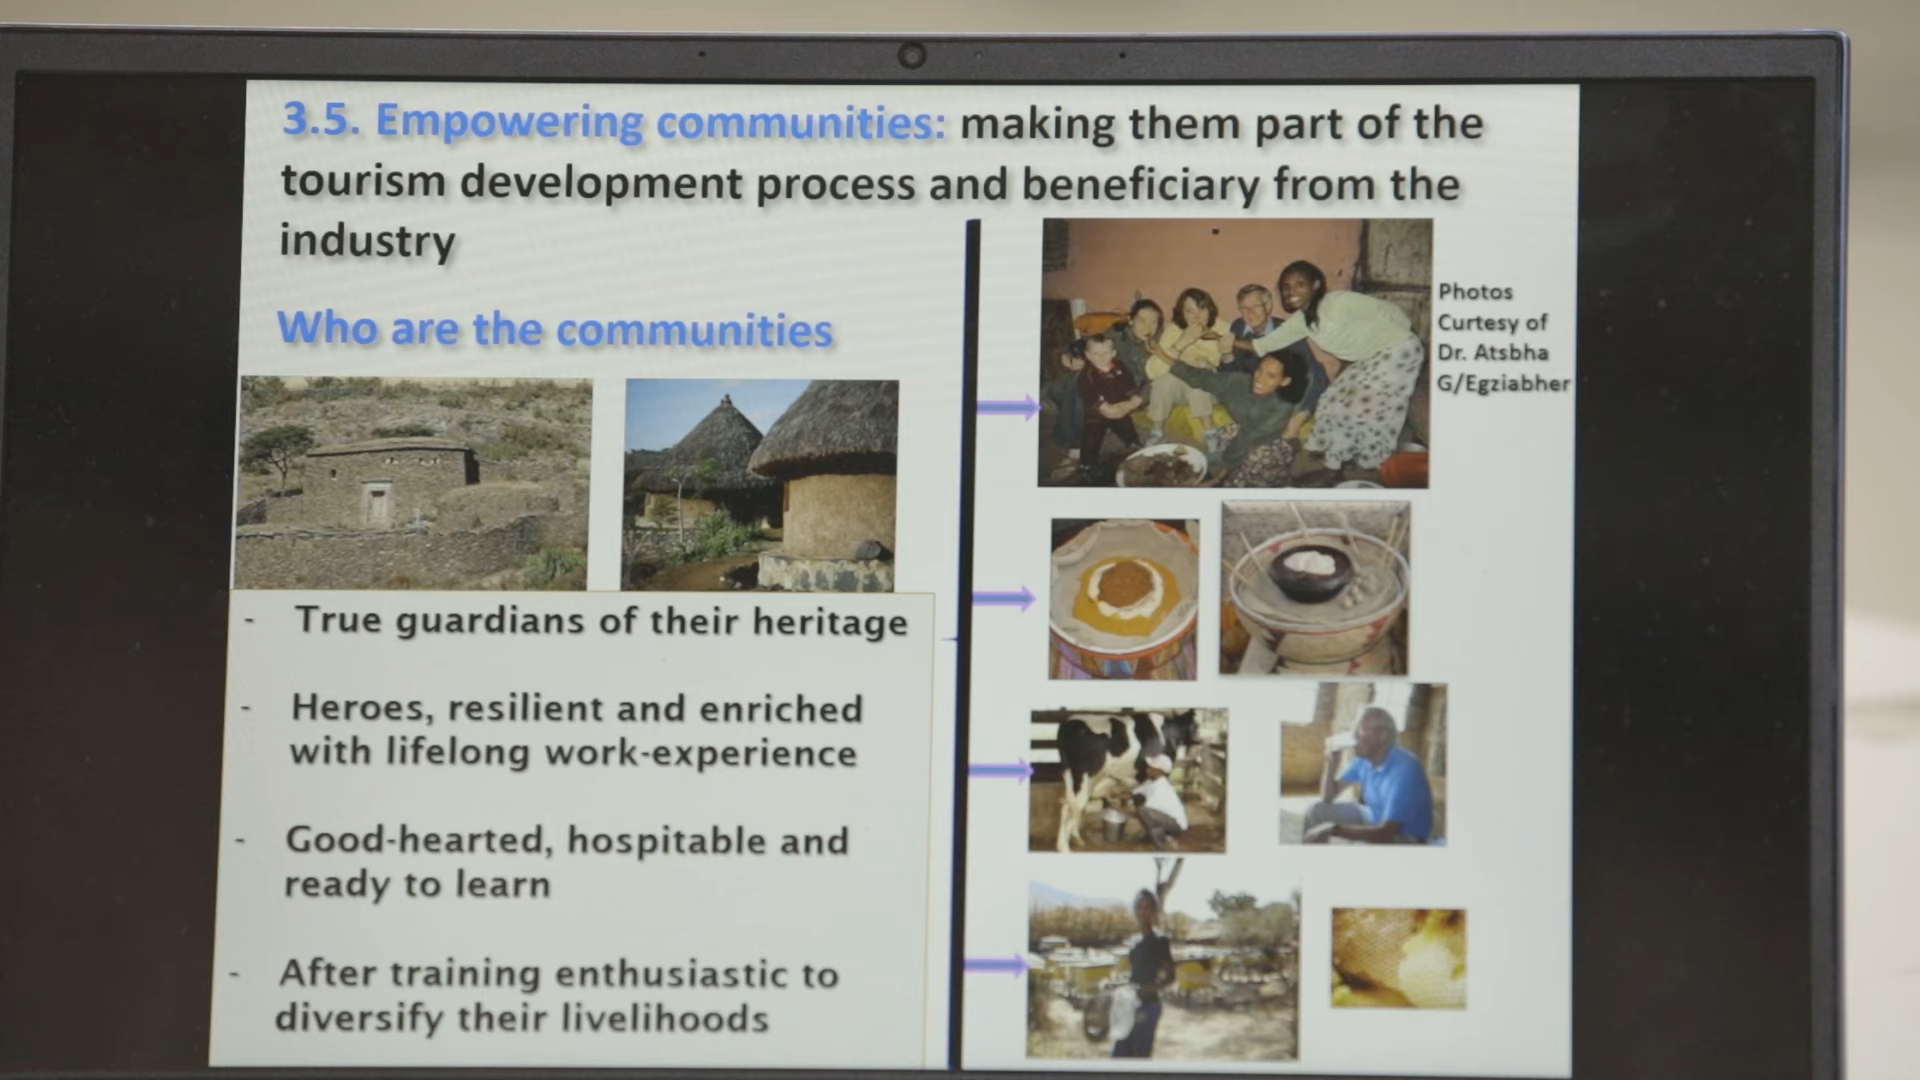 3.5. Empowering communities: making them part of the
tourism development process and beneficiary from the
industry
Who are the communities
- True guardians of their heritage
- Heroes, resilient and enriched
with lifelong work-experience
- Good-hearted, hospitable and
ready to learn
- After training enthusiastic to
diversify their livelihoods
Photos
Curtesy of
Dr. Atsbha
G/Egziabher